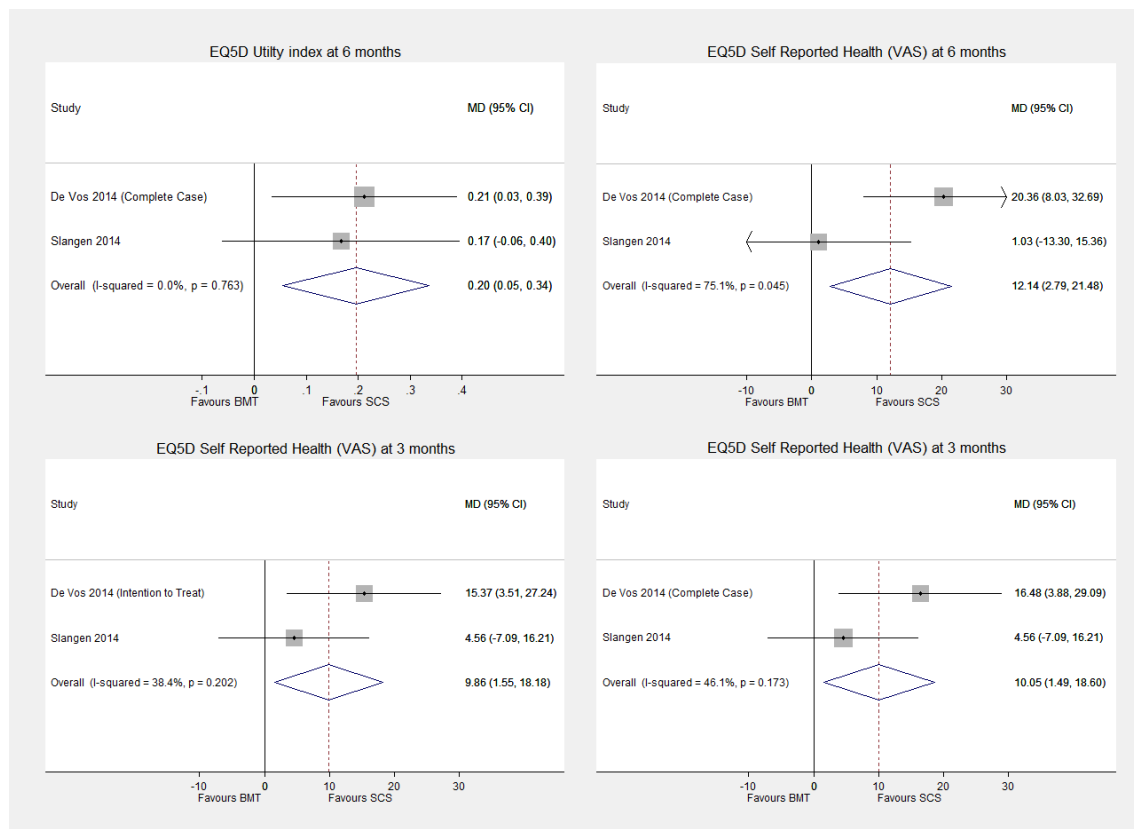 EQ5D Utilty index at 6 months
Study MD (95% CI)
De Vos 2014 (Complete Case) 0.21 (0.03, 0.39)
Slangen 2014 0.17 (-0.06, 0.40)
Overall (I-squared = 0.0%, p = 0.763) 0.20 (0.05, 0.34)
-.1 0 .1 .2 .3 .4
Favours BMT Favours SCS
EQ5D Self Reported Health (VAS) at 6 months
Study MD (95% CI)
De Vos 2014 (Complete Case) 20.36 (8.03, 32.69)
Slangen 2014 1.03 (-13.30, 15.36)
Overall (I-squared = 75.1%, p = 0.045) 12.14 (2.79, 21.48)
-10 0 10 20 30
Favours BMT Favours SCS
EQ5D Self Reported Health (VAS) at 3 months
Study MD (95% CI)
De Vos 2014 (Intention to Treat) 15.37 (3.51, 27.24)
Slangen 2014 4.56 (-7.09, 16.21)
Overall (I-squared = 38.4%, p = 0.202) 9.86 (1.55, 18.18)
-10 0 10 20 30
Favours BMT Favours SCS
EQ5D Self Reported Health (VAS) at 3 months
Study MD (95% CI)
De Vos 2014 (Complete Case) 16.48 (3.88, 29.09)
Slangen 2014 4.56 (-7.09, 16.21)
Overall (I-squared = 46.1%, p = 0.173) 10.05 (1.49, 18.60)
-10 0 10 20 30
Favours BMT Favours SCS